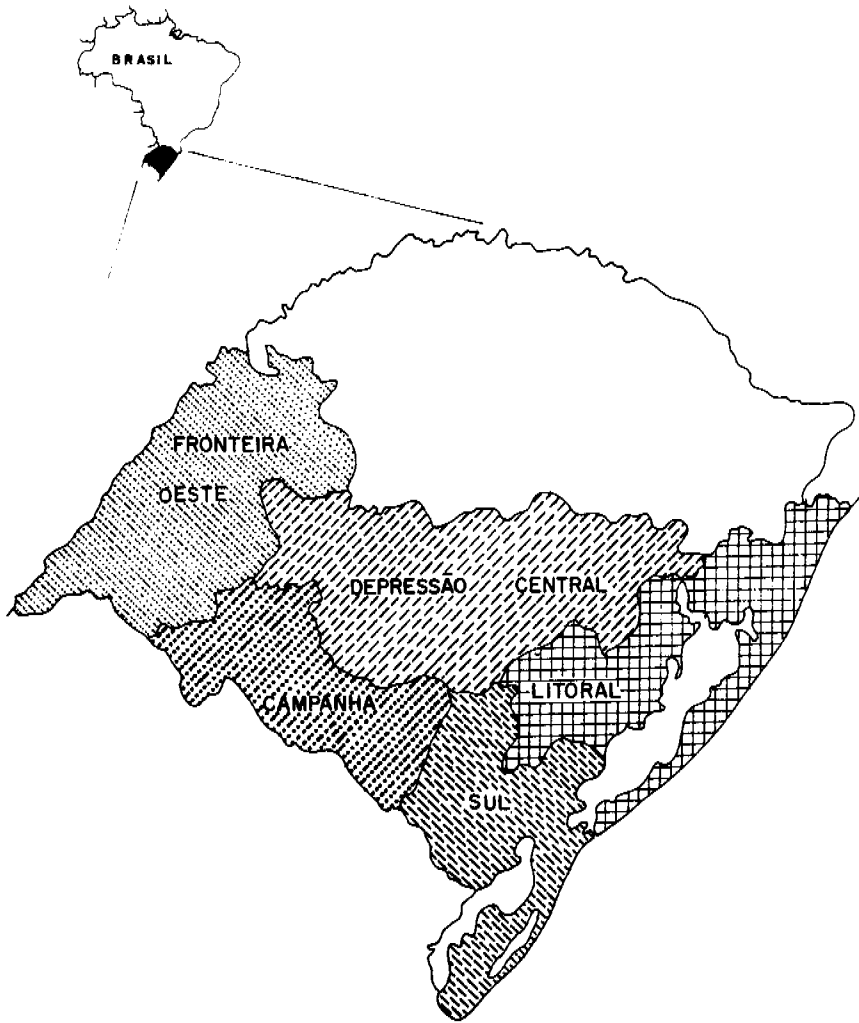 BRASIL
FRONTEIRA
OESTE
DEPRESSÃO CENTRAL
LITORAL
CAMPANHA
SUL